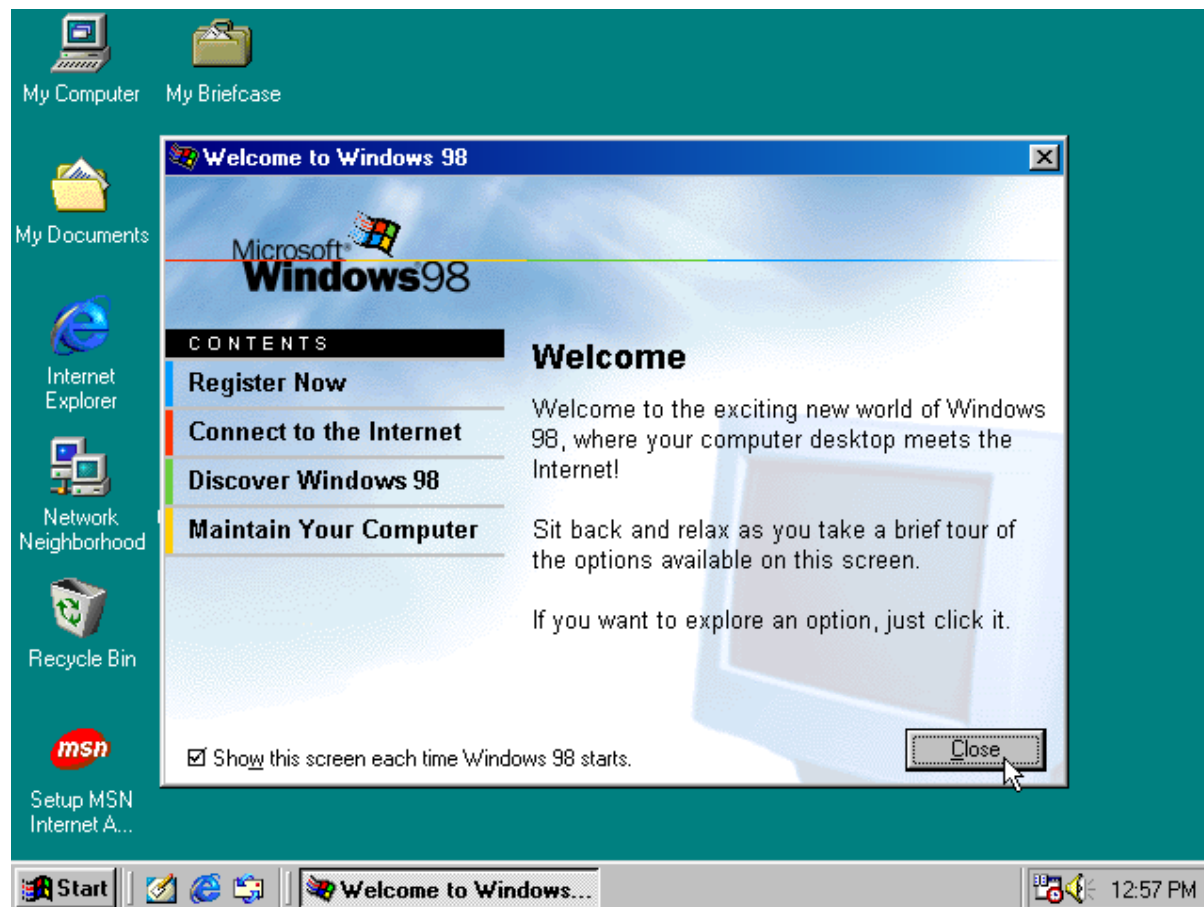 My Computer
My Briefcase
My Documents
Internet
Explorer
Network
Neighborhood
Recycle Bin
msn
Setup MSN
Internet A...
Welcome to Windows 98
Microsoft
Windows 98
CONTENTS
Register Now
Connect to the Internet
Discover Windows 98
Maintain Your Computer
Welcome
Welcome to the exciting new world of Windows
98, where your computer desktop meets the
Internet!
Sit back and relax as you take a brief tour of
the options available on this screen.
If you want to explore an option, just click it.
Show this screen each time Windows 98 starts.
Close
Start
Welcome to Windows...
12:57 PM